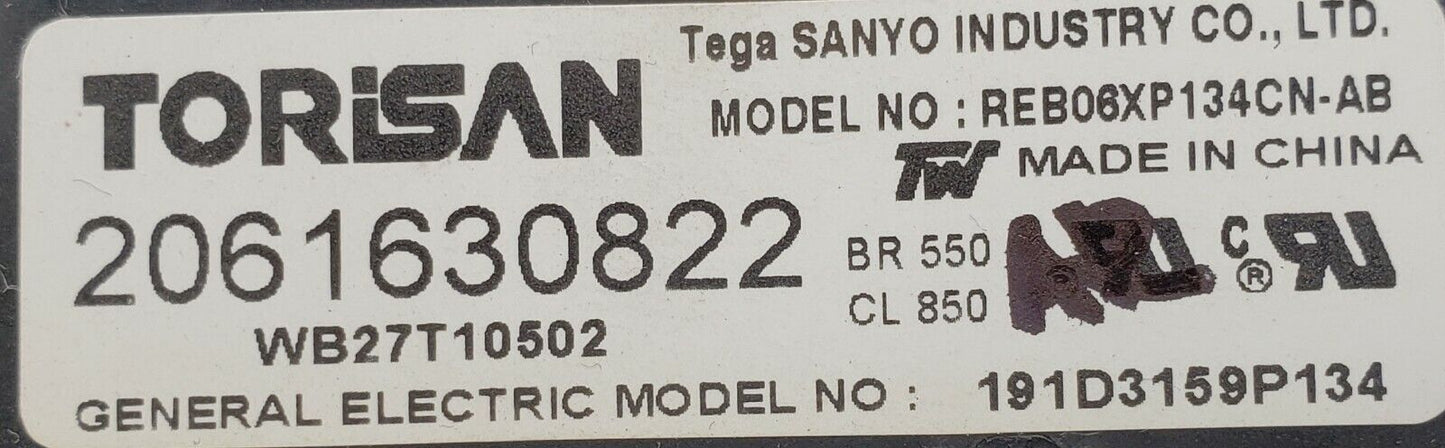 Tega SANYO INDUSTRY CO., LTD.
TORiSAN
MODEL NO : REB06XP134CN-AB
MADE IN CHINA
2061630822
BR 550
CL 850
WB27T10502
GENERAL ELECTRIC MODEL NO : 191D3159P134